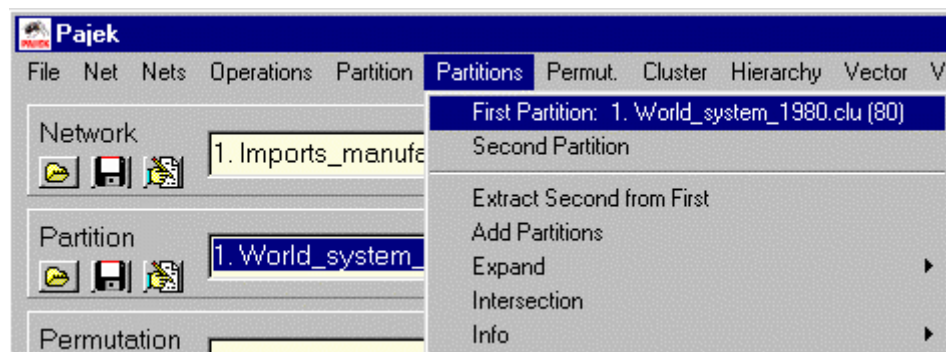 Pajek
File Net Nets Operations Partition Partitions Permut. Cluster Hierarchy Vector V
First Partition: 1. World_system_1980.clu (80)
Network
1. Imports_manufa
Second Partition
Extract Second from First
Partition
Add Partitions
1. World_system_
Expand
Intersection
Permutation
Info